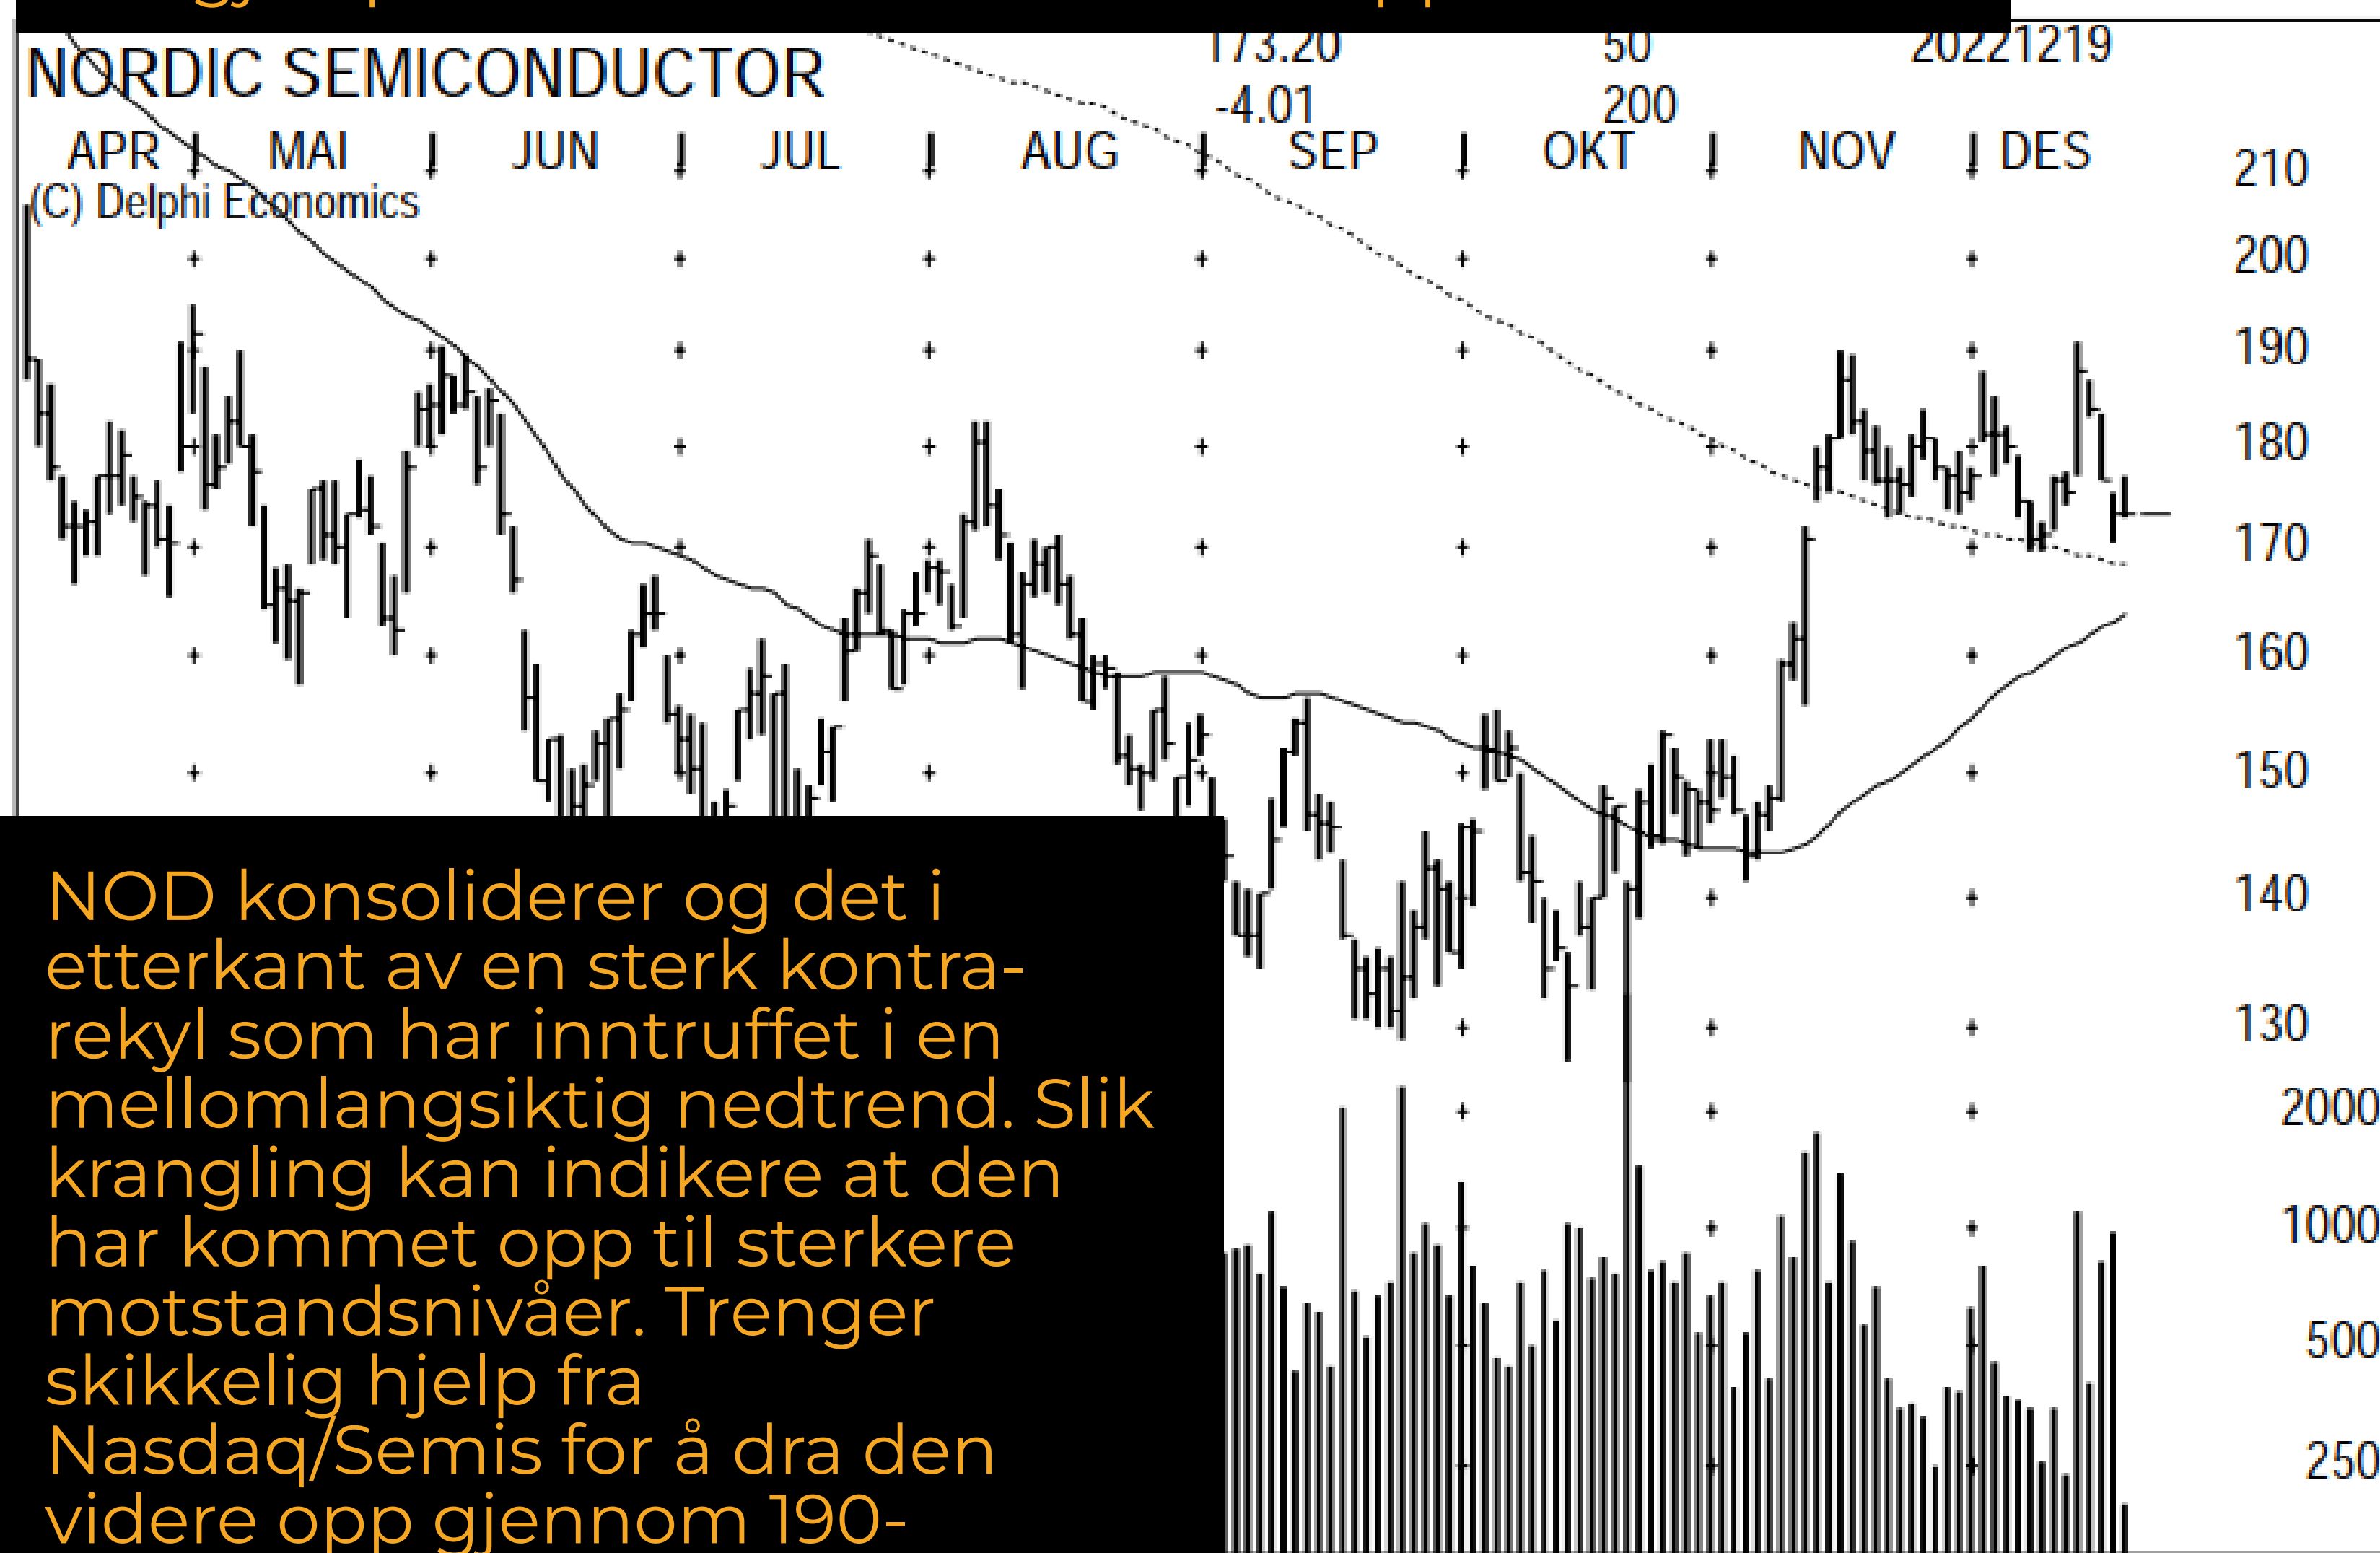 173.20 50 20221219
NORDIC SEMICONDUCTOR
-4.01 200
APR MAI JUN JUL AUG SEP OKT NOV DES
210
(C) Delphi Economics
200
190
180
170
160
150
140
130
2000
1000
500
250
NOD konsoliderer og det i
etterkant av en sterk kontra-
rekyl som har inntruffet i en
mellomlangsiktig nedtrend. Slik
krangling kan indikere at den
har kommet opp til sterkere
motstandsnivåer. Trenger
skikkelig hjelp fra
Nasdaq/Semis for å dra den
videre opp gjennom 190-